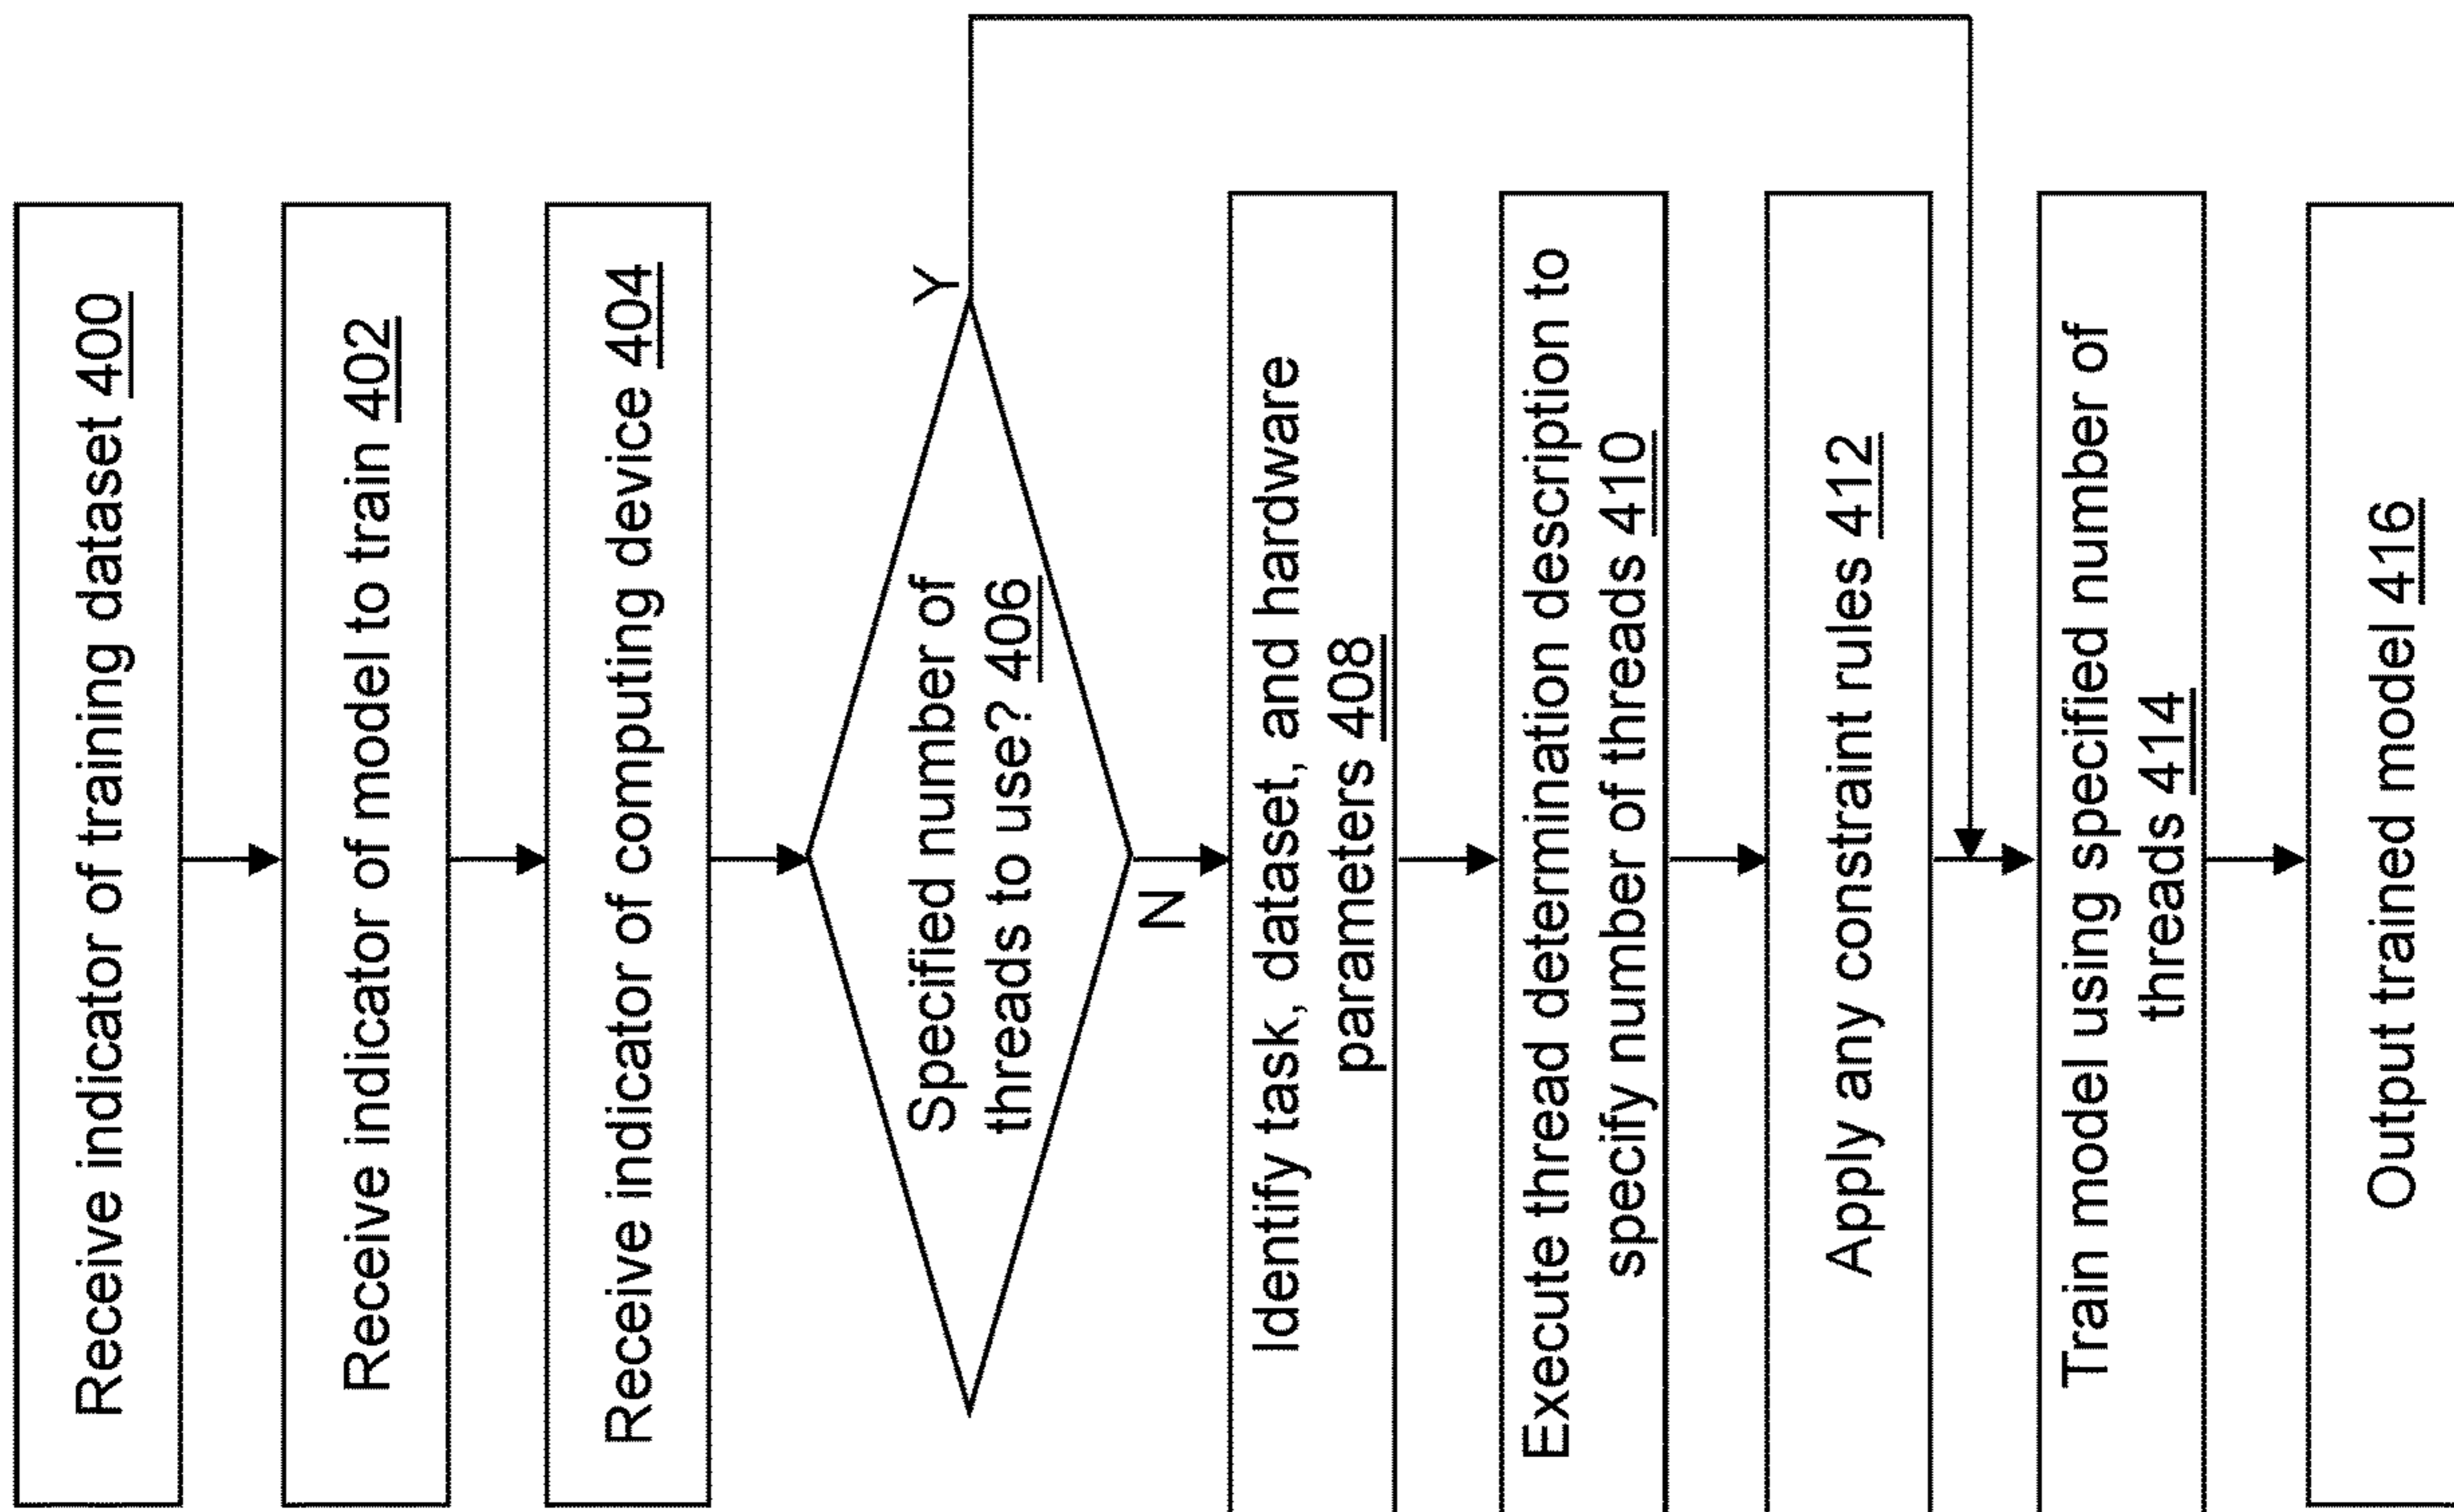 Receive indicator of training dataset 400
Receive indicator of model to train 402
Receive indicator of computing device 404
Specified number of
threads to use? 406
Y
N
Identify task, dataset, and hardware
parameters 408
Execute thread determination description to
specify number of threads 410
Apply any constraint rules 412
Train model using specified number of
threads 414
Output trained model 416